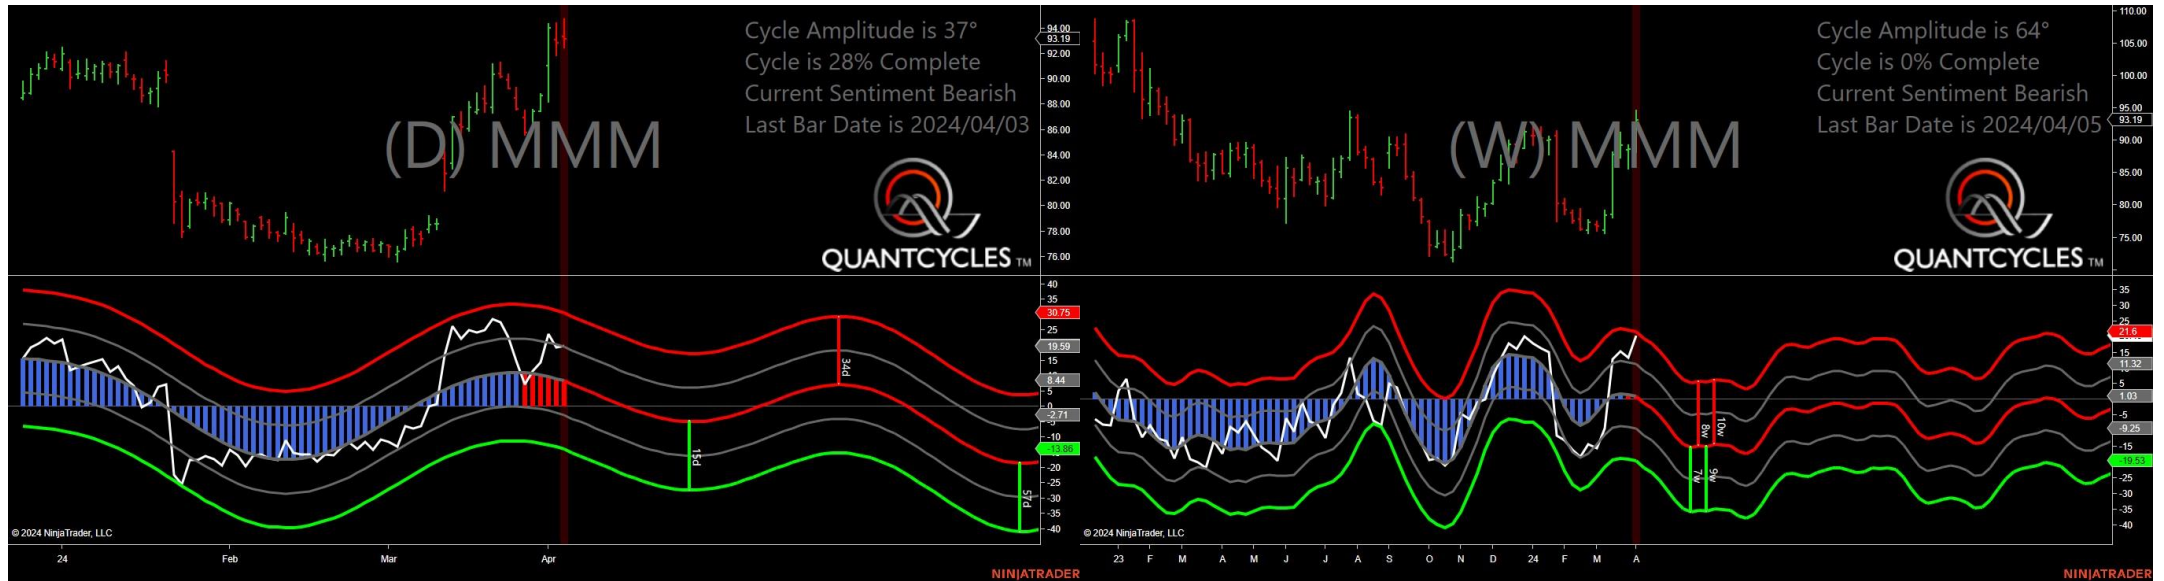 Cycle Amplitude is 37°
Cycle is 28% Complete
Current Sentiment Bearish
Last Bar Date is 2024/04/03
(D) MMM
QUANTCYCLES TM
94.00
93.19
92.00
90.00
88.00
86.00
84.00
82.00
80.00
78.00
76.00
40
35
30.75
25
19.59
15
8.44
0
-2.71
-5
-10
-13.86
-20
-25
-30
-35
-40
15d
34d
57d
© 2024 NinjaTrader, LLC
24
Feb
Mar
Apr
NINJATRADER
Cycle Amplitude is 64°
Cycle is 0% Complete
Current Sentiment Bearish
Last Bar Date is 2024/04/05
(W) MMM
QUANTCYCLES TM
110.00
105.00
100.00
95.00
93.19
90.00
85.00
80.00
75.00
35
30
25
21.6
15
11.32
5
1.03
-5
-9.25
-15
-19.53
-25
-30
-35
-40
7w
8w
9w
10w
© 2024 NinjaTrader, LLC
23 F M A M J J A S O N D 24 F M A
NINJATRADER